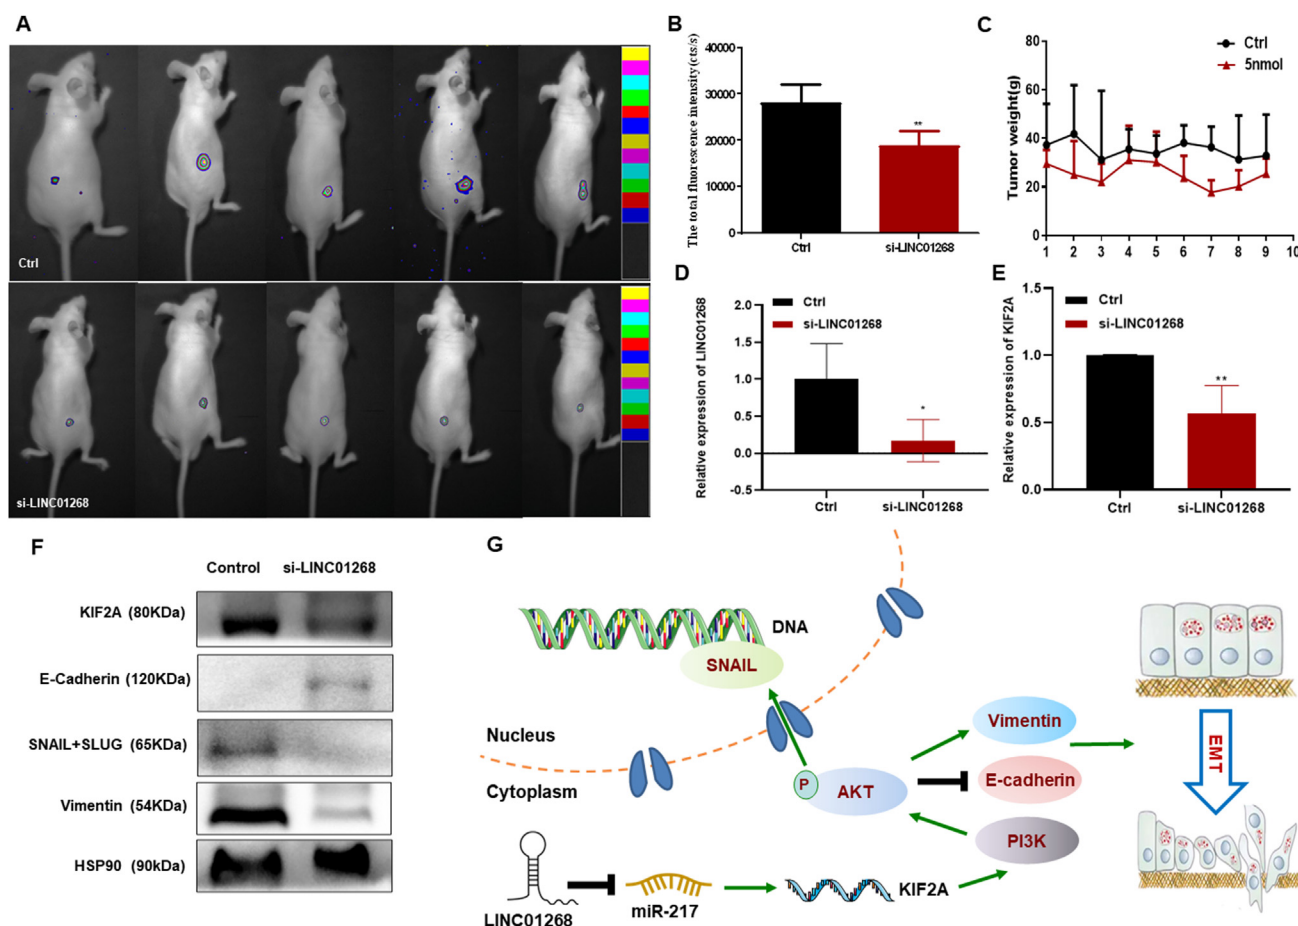 A
Ctrl
si-LINC01268
B
The total fluorescence intensity (cts/s)
40000
30000
20000
10000
0
**
Ctrl
si-LINC01268
C
Tumor weight(g)
80
60
40
20
0
Ctrl
5nmol
1 2 3 4 5 6 7 8 9 10
D
Relative expression of LINC01268
2.0
1.5
1.0
0.5
0.0
-0.5
Ctrl
si-LINC01268
*
Ctrl
si-LINC01268
E
Relative expression of KIF2A
1.5
1.0
0.5
0.0
Ctrl
si-LINC01268
**
Ctrl
si-LINC01268
F
Control si-LINC01268
KIF2A (80KDa)
E-Cadherin (120KDa)
SNAIL+SLUG (65KDa)
Vimentin (54KDa)
HSP90 (90kDa)
G
DNA
SNAIL
Nucleus
Cytoplasm
P
AKT
Vimentin
E-cadherin
PI3K
EMT
LINC01268
miR-217
KIF2A